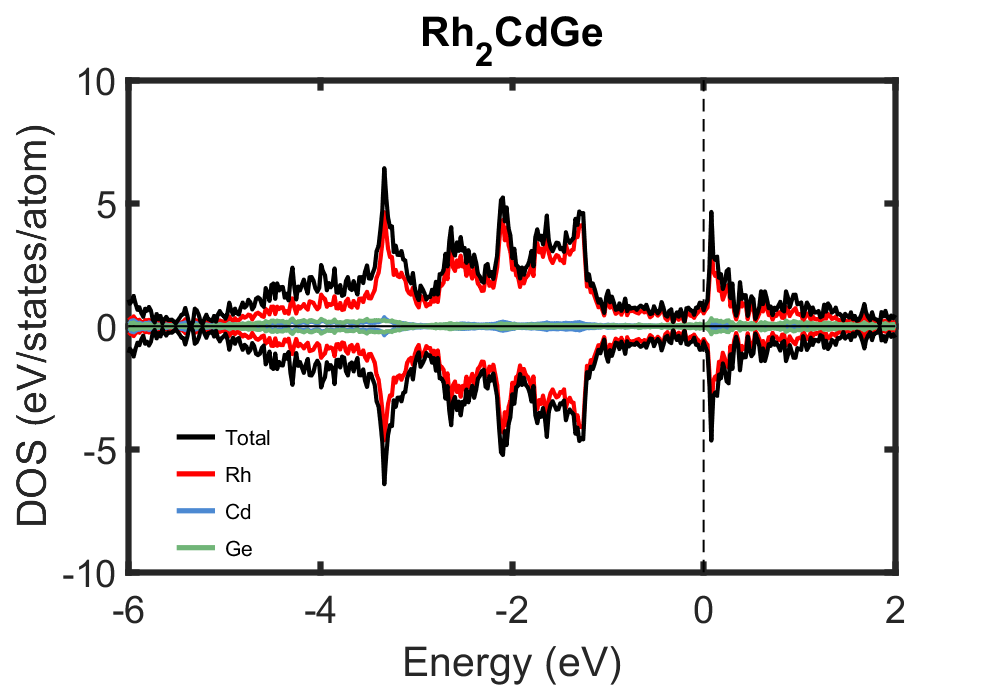 Rh2CdGe
10
5
0
-5
-10
DOS (eV/states/atom)
Total
Rh
Cd
Ge
-6 -4 -2 0 2
Energy (eV)